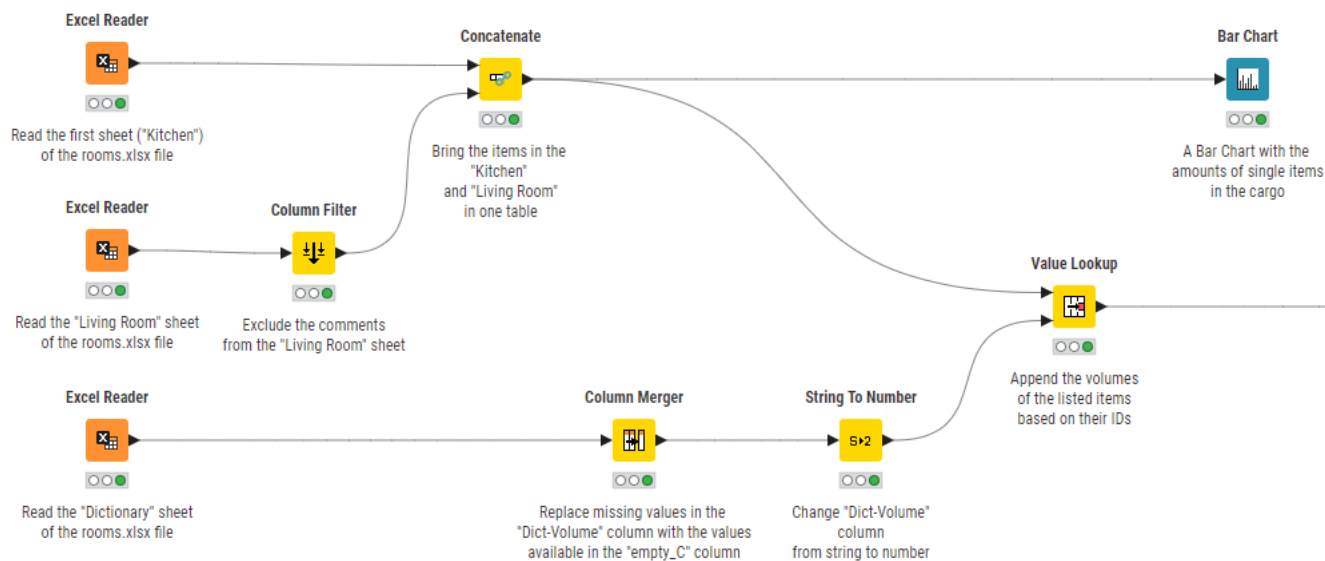 Excel Reader
Read the first sheet ("Kitchen")
of the rooms.xlsx file
Concatenate
Bring the items in the
"Kitchen"
and "Living Room"
in one table
Bar Chart
A Bar Chart with the
amounts of single items
in the cargo
Excel Reader
Read the "Living Room" sheet
of the rooms.xlsx file
Column Filter
Exclude the comments
from the "Living Room" sheet
Value Lookup
Append the volumes
of the listed items
based on their IDs
Excel Reader
Read the "Dictionary" sheet
of the rooms.xlsx file
Column Merger
Replace missing values in the
"Dict-Volume" column with the values
available in the "empty_C" column
String To Number
S▸2
Change "Dict-Volume"
column
from string to number